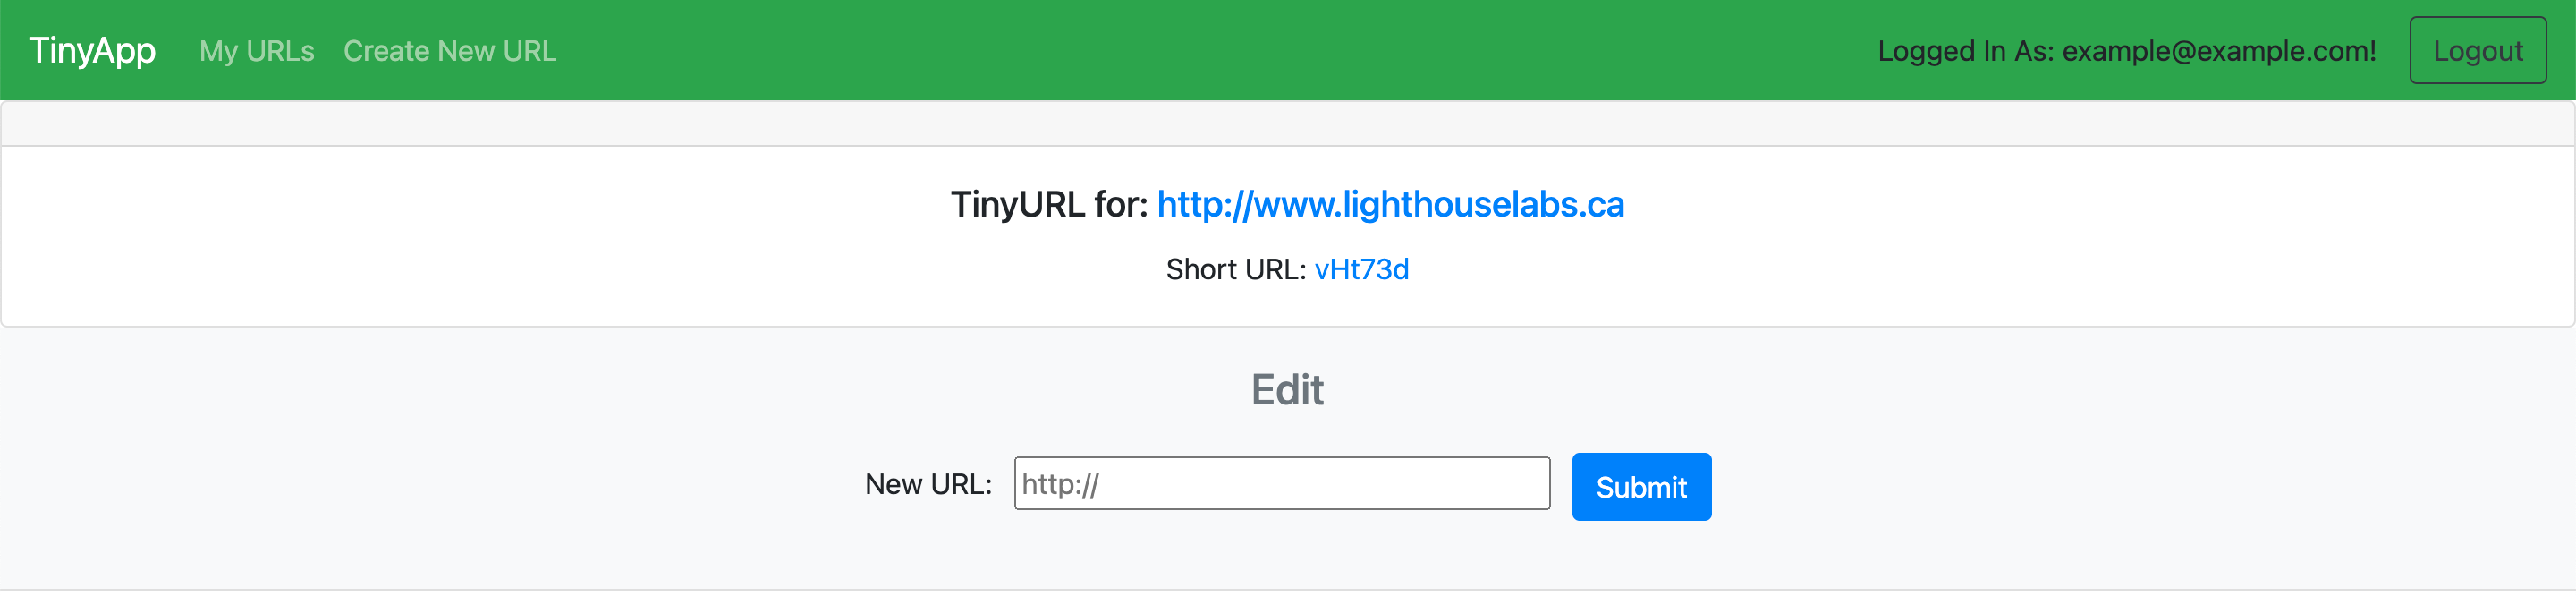 TinyApp My URLs Create New URL Logged In As: example@example.com! Logout
TinyURL for: http://www.lighthouselabs.ca
Short URL: vHt73d
Edit
New URL: http:// Submit